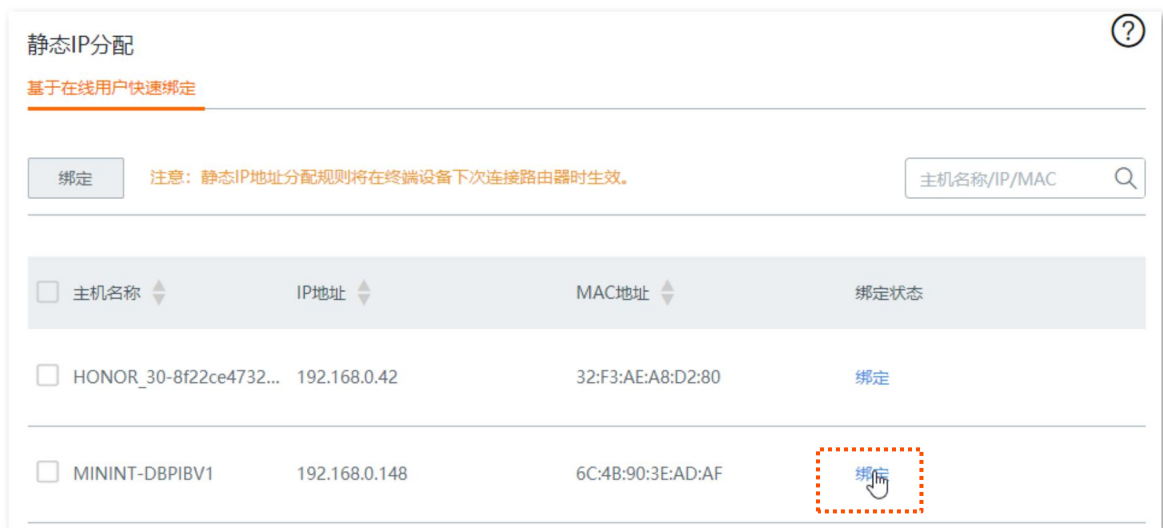 静态IP分配
基于在线用户快速绑定
绑定 注意：静态IP地址分配规则将在终端设备下次连接路由器时生效。 主机名称/IP/MAC
主机名称 IP地址 MAC地址 绑定状态
HONOR_30-8f22ce4732... 192.168.0.42 32:F3:AE:A8:D2:80 绑定
MININT-DBPIBV1 192.168.0.148 6C:4B:90:3E:AD:AF 绑定